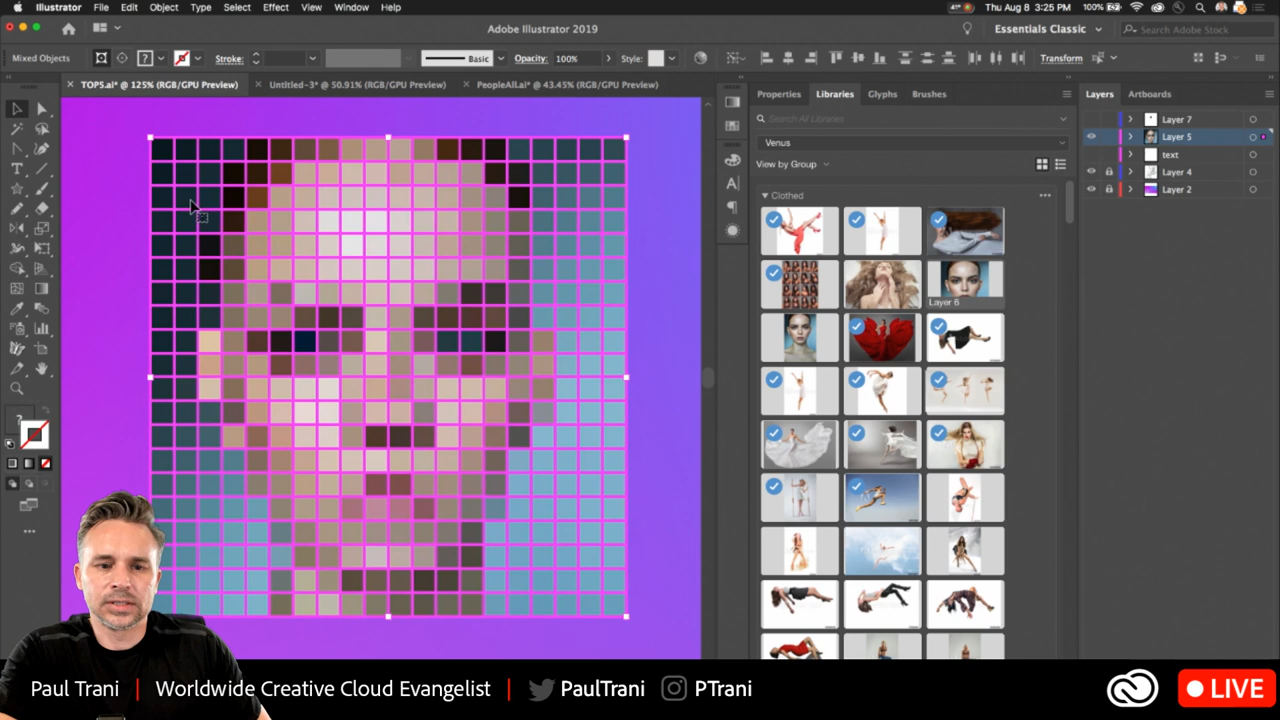 Illustrator File Edit Object Type Select Effect View Window Help
100% Thu Aug 8 3:25 PM
Adobe Illustrator 2019
Essentials Classic
Search Adobe Stock
Mixed Objects ? Stroke: Basic Opacity: 100% Style: Transform
× TOPS.ai* @ 125% (RGB/GPU Preview) × Untitled-3* @ 50.91% (RGB/GPU Preview) × PeopleAll.ai* @ 43.45% (RGB/GPU Preview)
Properties Libraries Glyphs Brushes
Search All Libraries
Venus
View by Group
Clothed
Layer 6
Layers Artboards
Layer 7
Layer 5
text
Layer 4
Layer 2
Paul Trani | Worldwide Creative Cloud Evangelist | PaulTrani PTrani
LIVE